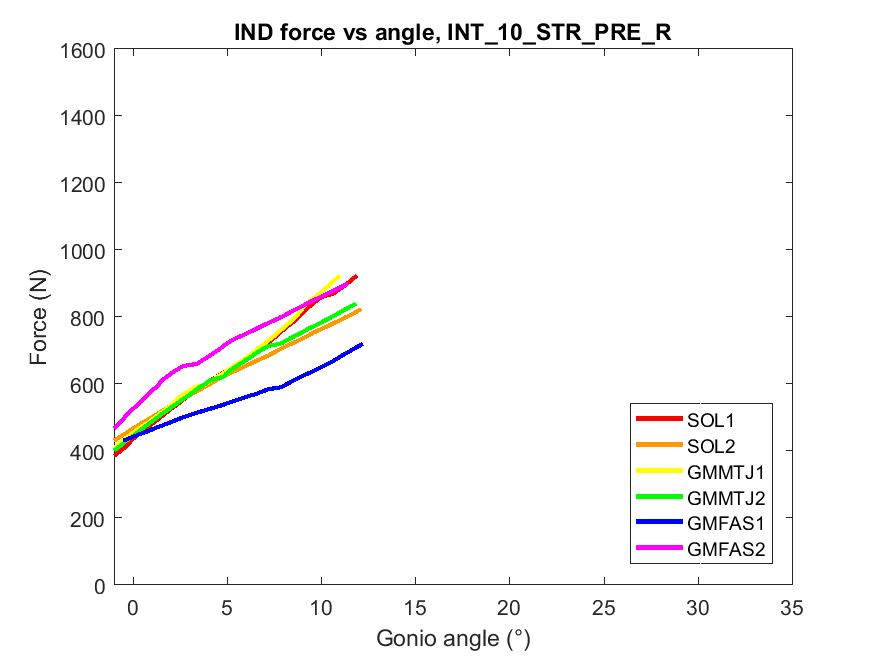 IND force vs angle, INT_10_STR_PRE_R
1600
1400
1200
1000
800
600
400
200
0
Force (N)
0 5 10 15 20 25 30 35
Gonio angle (°)
SOL1
SOL2
GMMTJ1
GMMTJ2
GMFAS1
GMFAS2